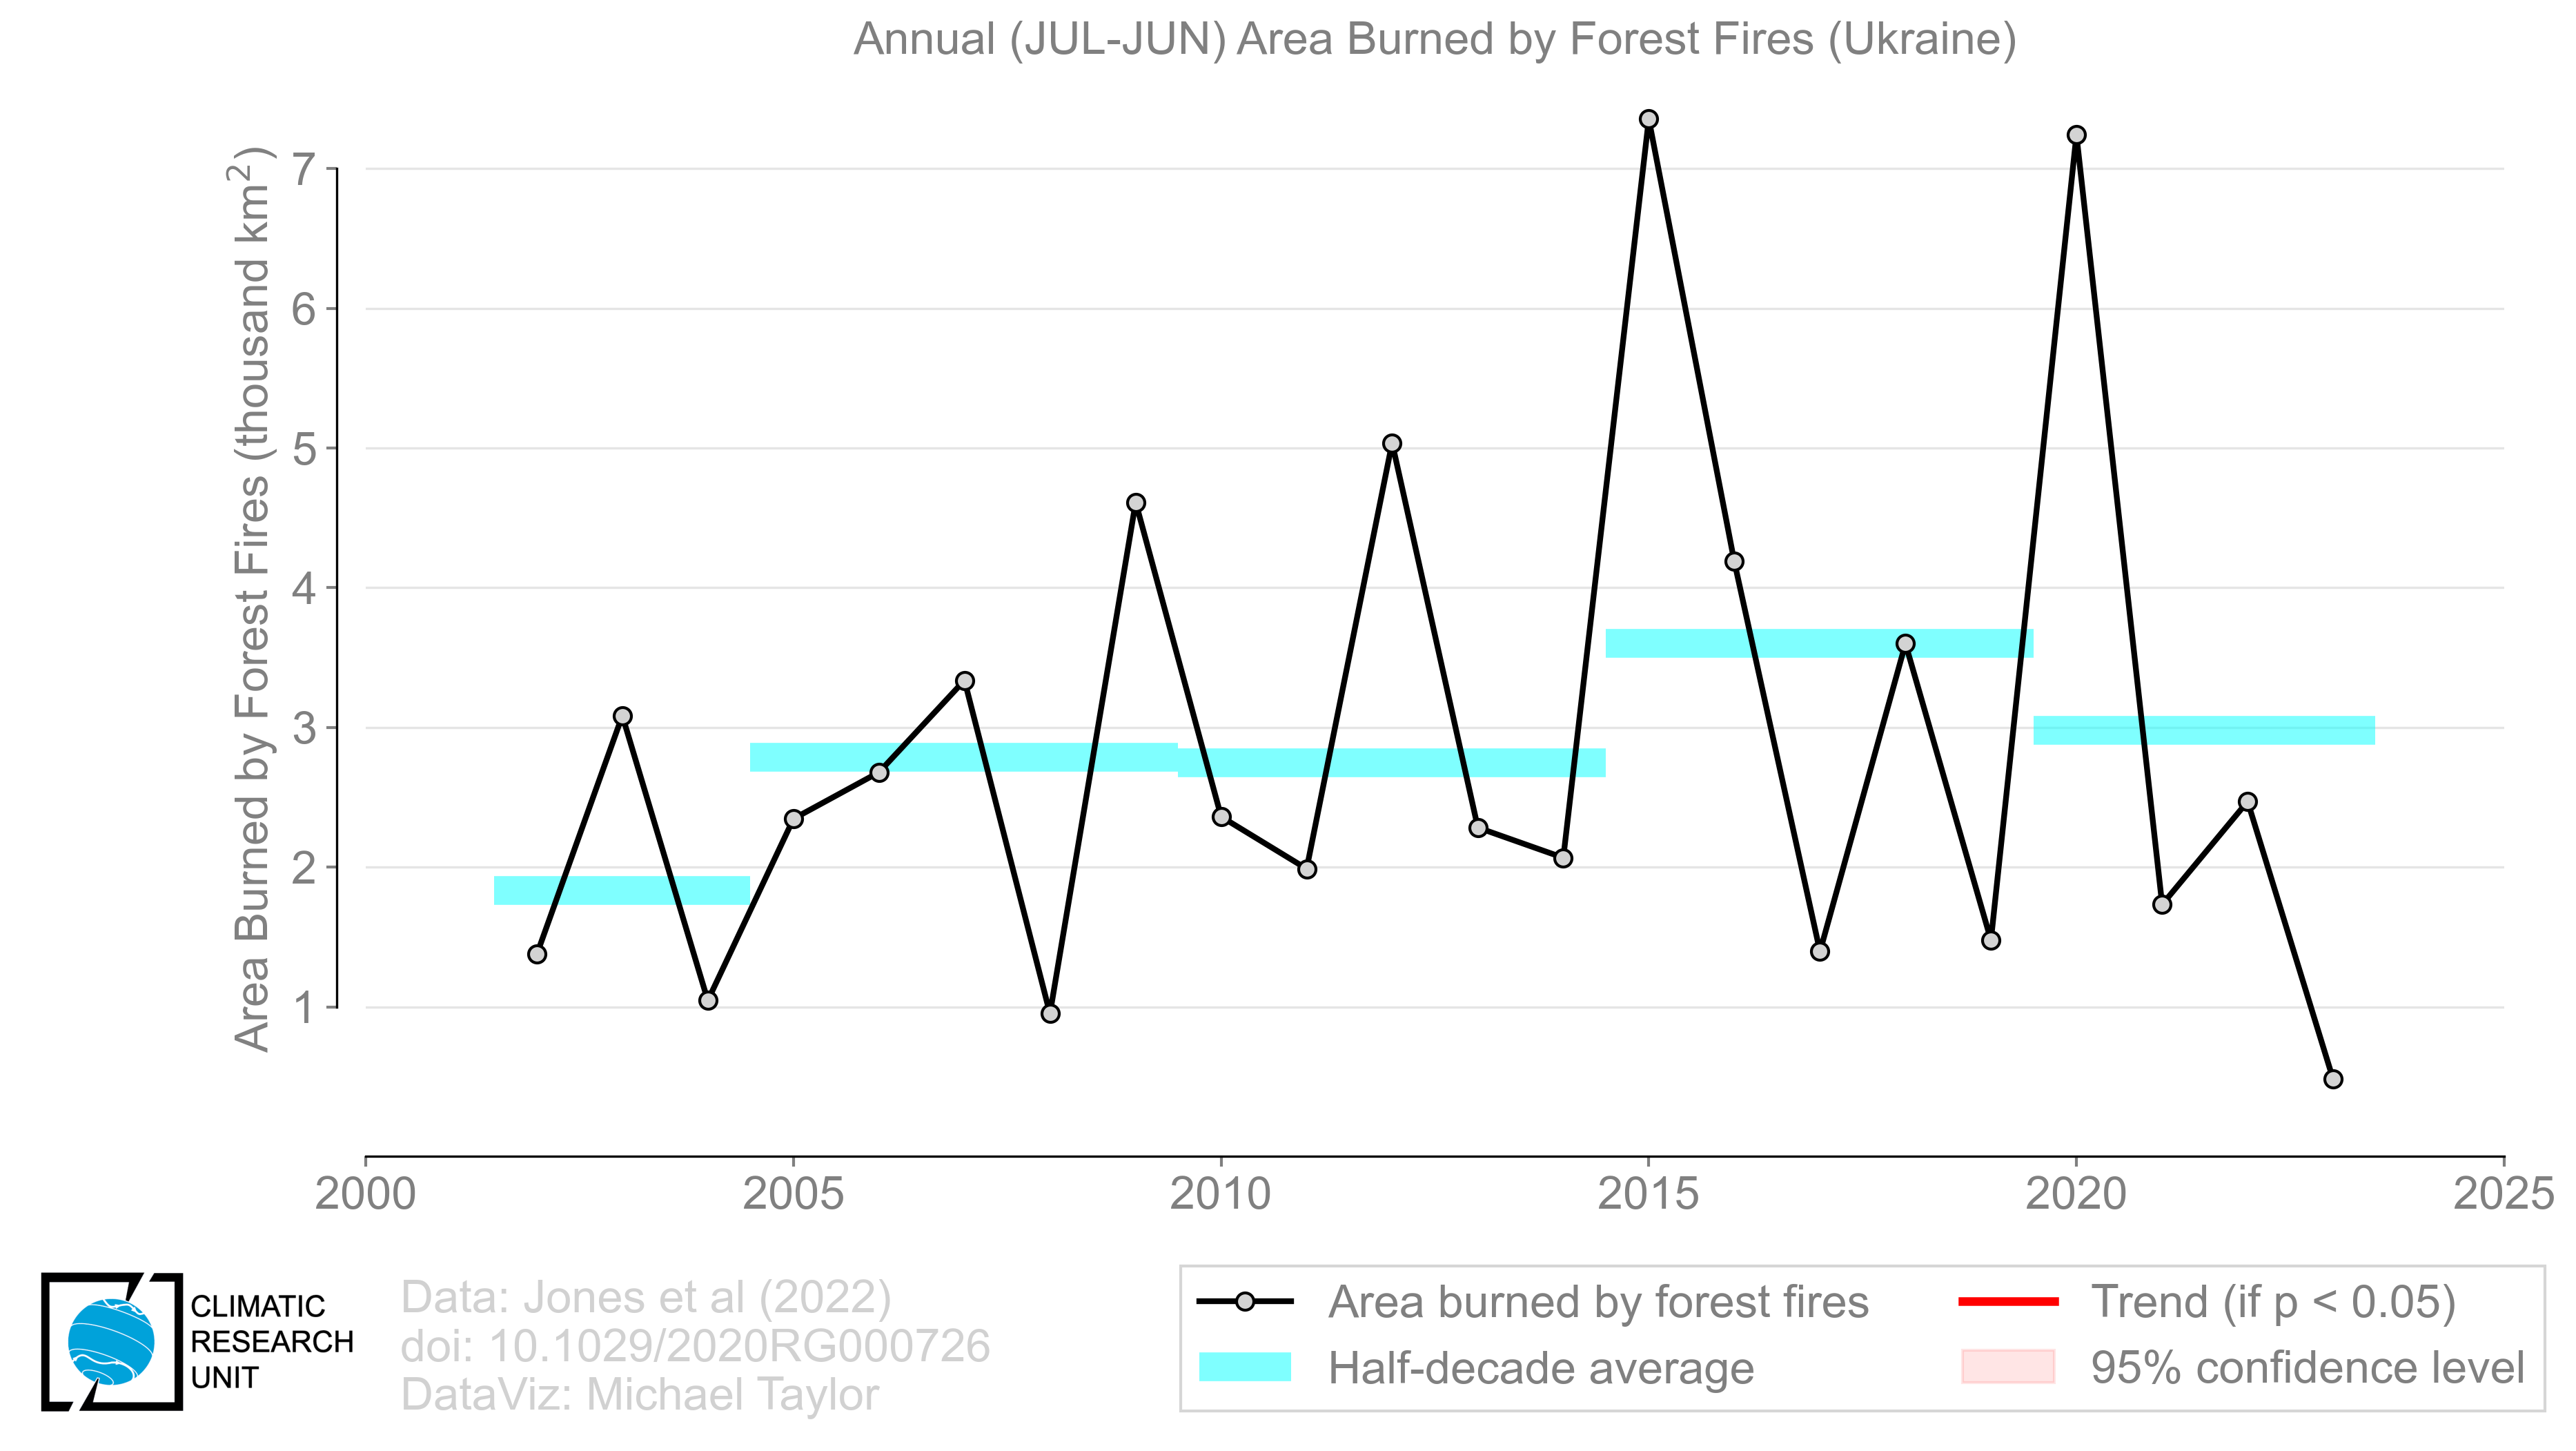 Annual (JUL-JUN) Area Burned by Forest Fires (Ukraine)
Area Burned by Forest Fires (thousand km²)
7
6
5
4
3
2
1
2000 2005 2010 2015 2020 2025
CLIMATIC
RESEARCH
UNIT
Data: Jones et al (2022)
doi: 10.1029/2020RG000726
DataViz: Michael Taylor
Area burned by forest fires
Half-decade average
Trend (if p < 0.05)
95% confidence level